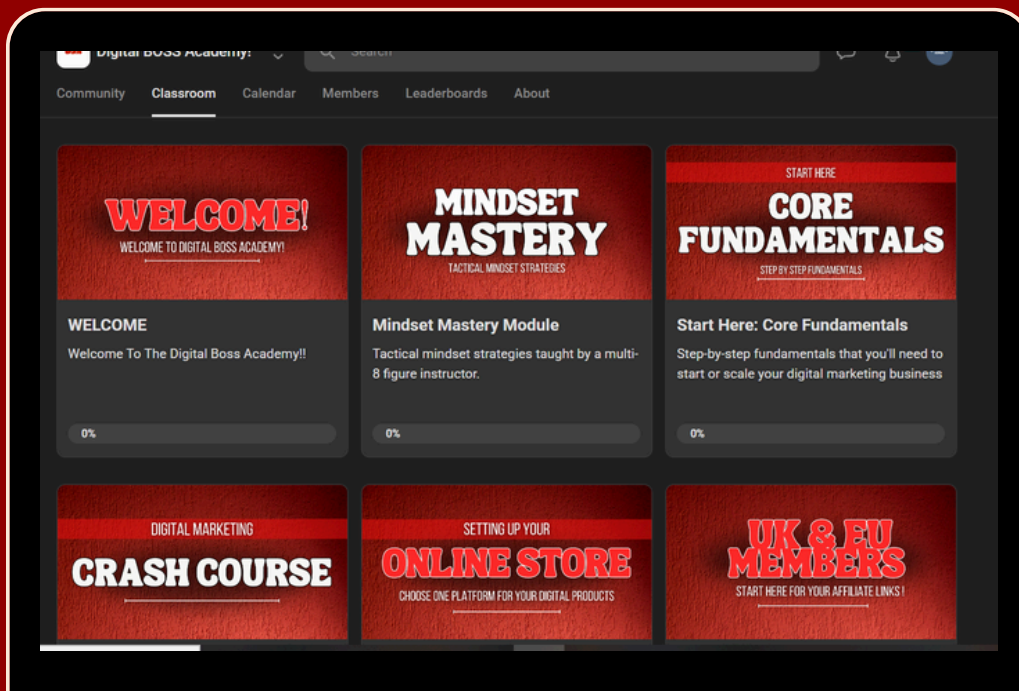 Digital BOSS Academy!
Search
Community Classroom Calendar Members Leaderboards About
WELCOME!
WELCOME TO DIGITAL BOSS ACADEMY!
WELCOME
Welcome To The Digital Boss Academy!!
0%
MINDSET
MASTERY
TACTICAL MINDSET STRATEGIES
Mindset Mastery Module
Tactical mindset strategies taught by a multi-
8 figure instructor.
0%
START HERE
CORE
FUNDAMENTALS
STEP BY STEP FUNDAMENTALS
Start Here: Core Fundamentals
Step-by-step fundamentals that you'll need to
start or scale your digital marketing business
0%
DIGITAL MARKETING
CRASH COURSE
SETTING UP YOUR
ONLINE STORE
CHOOSE ONE PLATFORM FOR YOUR DIGITAL PRODUCTS
UK & EU
MEMBERS
START HERE FOR YOUR AFFILIATE LINKS !